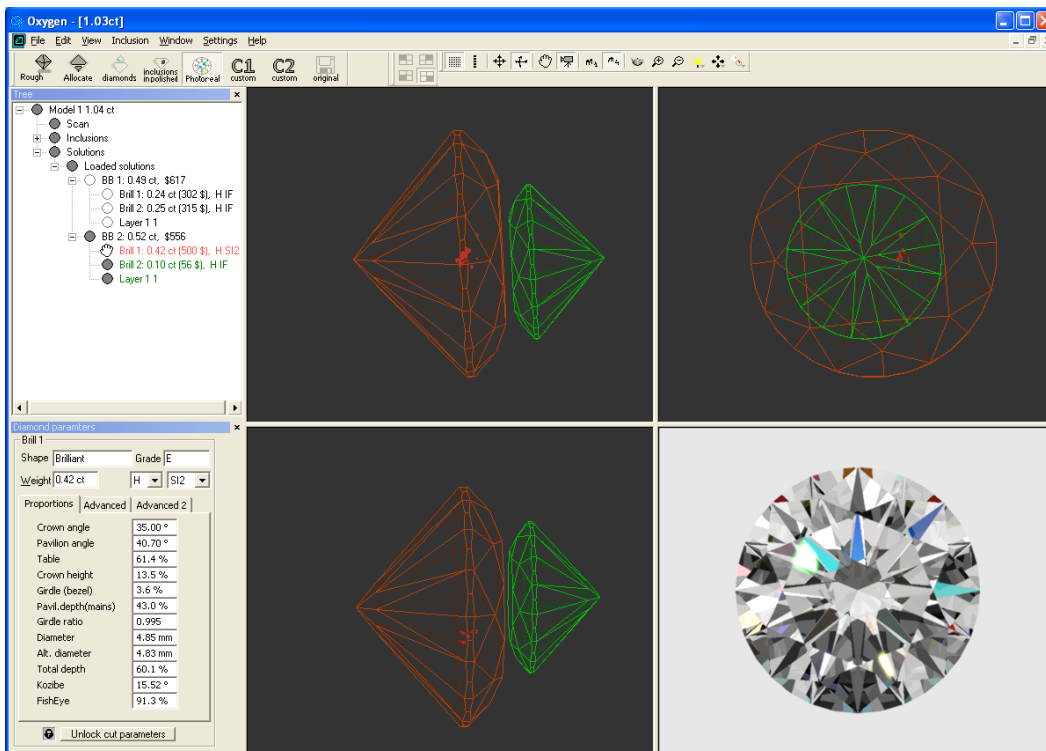 Oxygen - [1.03ct]
File Edit View Inclusion Window Settings Help
Rough Allocate diamonds inclusions in polished Photoreal C1 custom C2 custom original
Tree
Model 1 1.04 ct
Scan
Inclusions
Solutions
Loaded solutions
BB 1: 0.49 ct, $617
Brill 1: 0.24 ct (302 $), H IF
Brill 2: 0.25 ct (315 $), H IF
Layer 1 1
BB 2: 0.52 ct, $556
Brill 1: 0.42 ct (500 $), H SI2
Brill 2: 0.10 ct (56 $), H IF
Layer 1 1
Diamond paramters
Brill 1
Shape Brilliant Grade E
Weight 0.42 ct H SI2
Proportions Advanced Advanced 2
Crown angle 35.00 °
Pavilion angle 40.70 °
Table 61.4 %
Crown height 13.5 %
Girdle (bezel) 3.6 %
Pavil.depth(mains) 43.0 %
Girdle ratio 0.995
Diameter 4.85 mm
Alt. diameter 4.83 mm
Total depth 60.1 %
Kozibe 15.52 °
FishEye 91.3 %
Unlock cut parameters